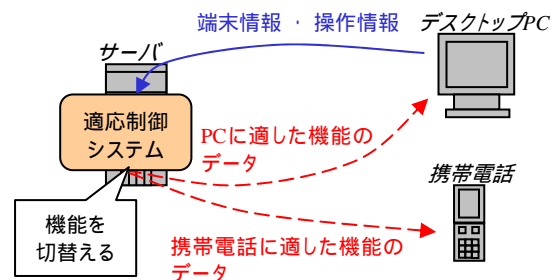 端末情報 ・ 操作情報
デスクトップPC
サーバ
適応制御
システム
PCに適した機能の
データ
携帯電話
機能を
切替える
携帯電話に適した機能の
データ